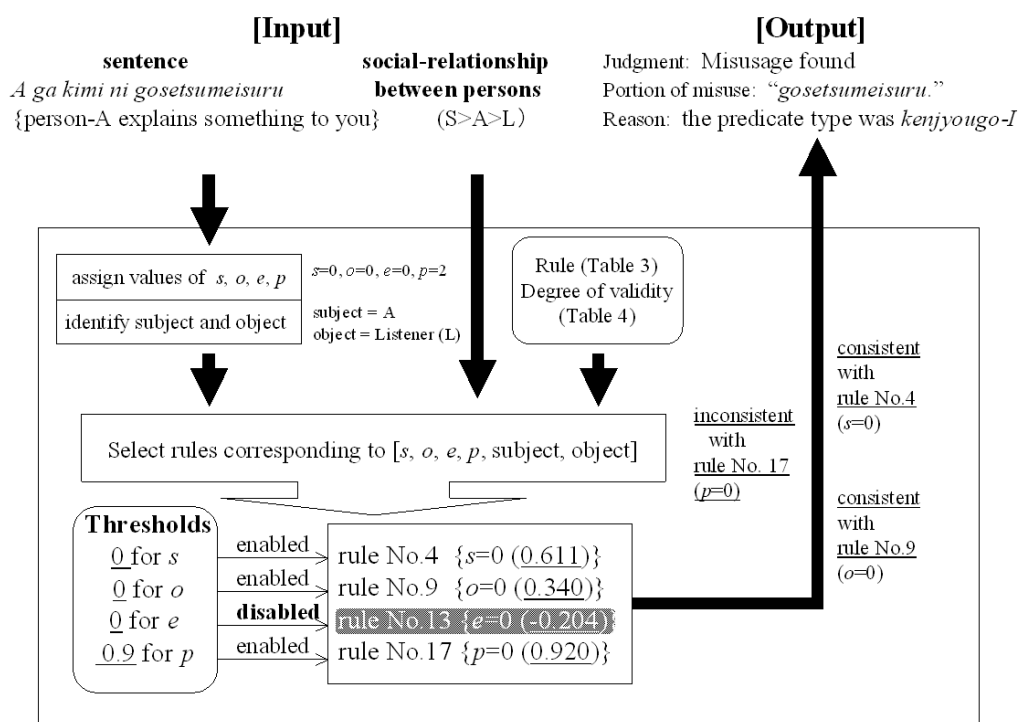 [Input]
sentence
A ga kimi ni gosetsumeisuru
{person-A explains something to you}
social-relationship
between persons
(S>A>L)
[Output]
Judgment: Misusage found
Portion of misuse: “gosetsumeisuru.”
Reason: the predicate type was kenjyougo-I
assign values of s, o, e, p
identify subject and object
s=0, o=0, e=0, p=2
subject = A
object = Listener (L)
Rule (Table 3)
Degree of validity
(Table 4)
Select rules corresponding to [s, o, e, p, subject, object]
inconsistent
with
rule No. 17
(p=0)
consistent
with
rule No.4
(s=0)
consistent
with
rule No.9
(o=0)
Thresholds
0 for s
0 for o
0 for e
0.9 for p
enabled
enabled
disabled
enabled
rule No.4 {s=0 (0.611)}
rule No.9 {o=0 (0.340)}
rule No.13 {e=0 (-0.204)}
rule No.17 {p=0 (0.920)}